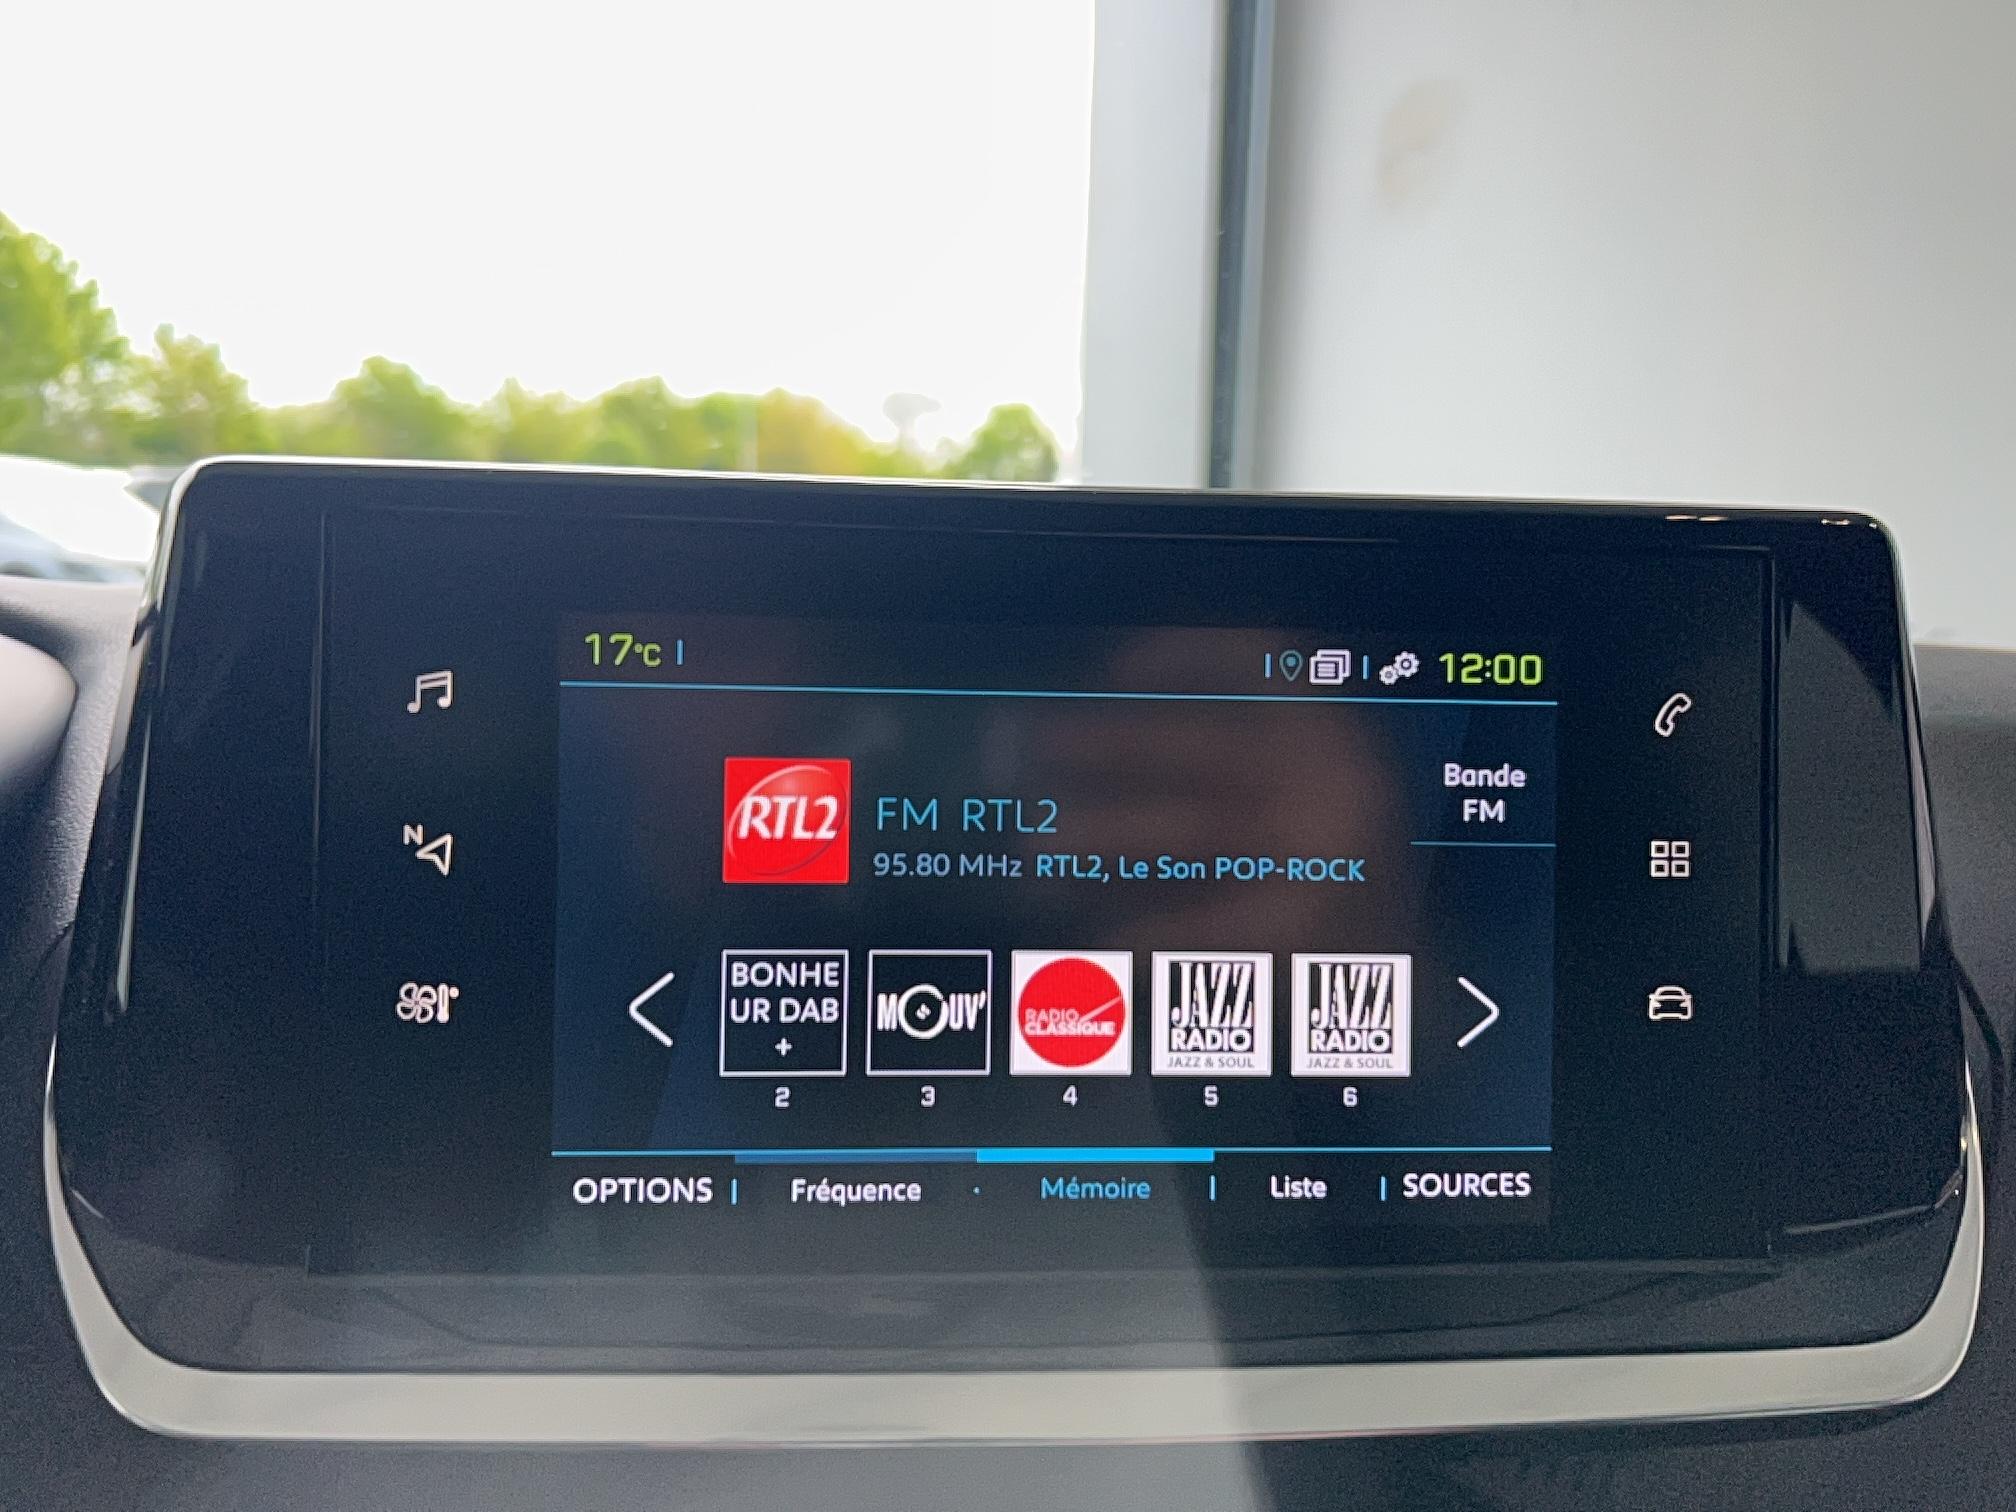 17°C
12:00
Bande
FM
RTL2
FM RTL2
95.80 MHz RTL2, Le Son POP-ROCK
N
BONHE
UR DAB
+
MOUV'
RADIO
CLASSIQUE
JAZZ
RADIO
JAZZ & SOUL
JAZZ
RADIO
JAZZ & SOUL
2
3
4
5
6
OPTIONS
Fréquence
Mémoire
Liste
SOURCES